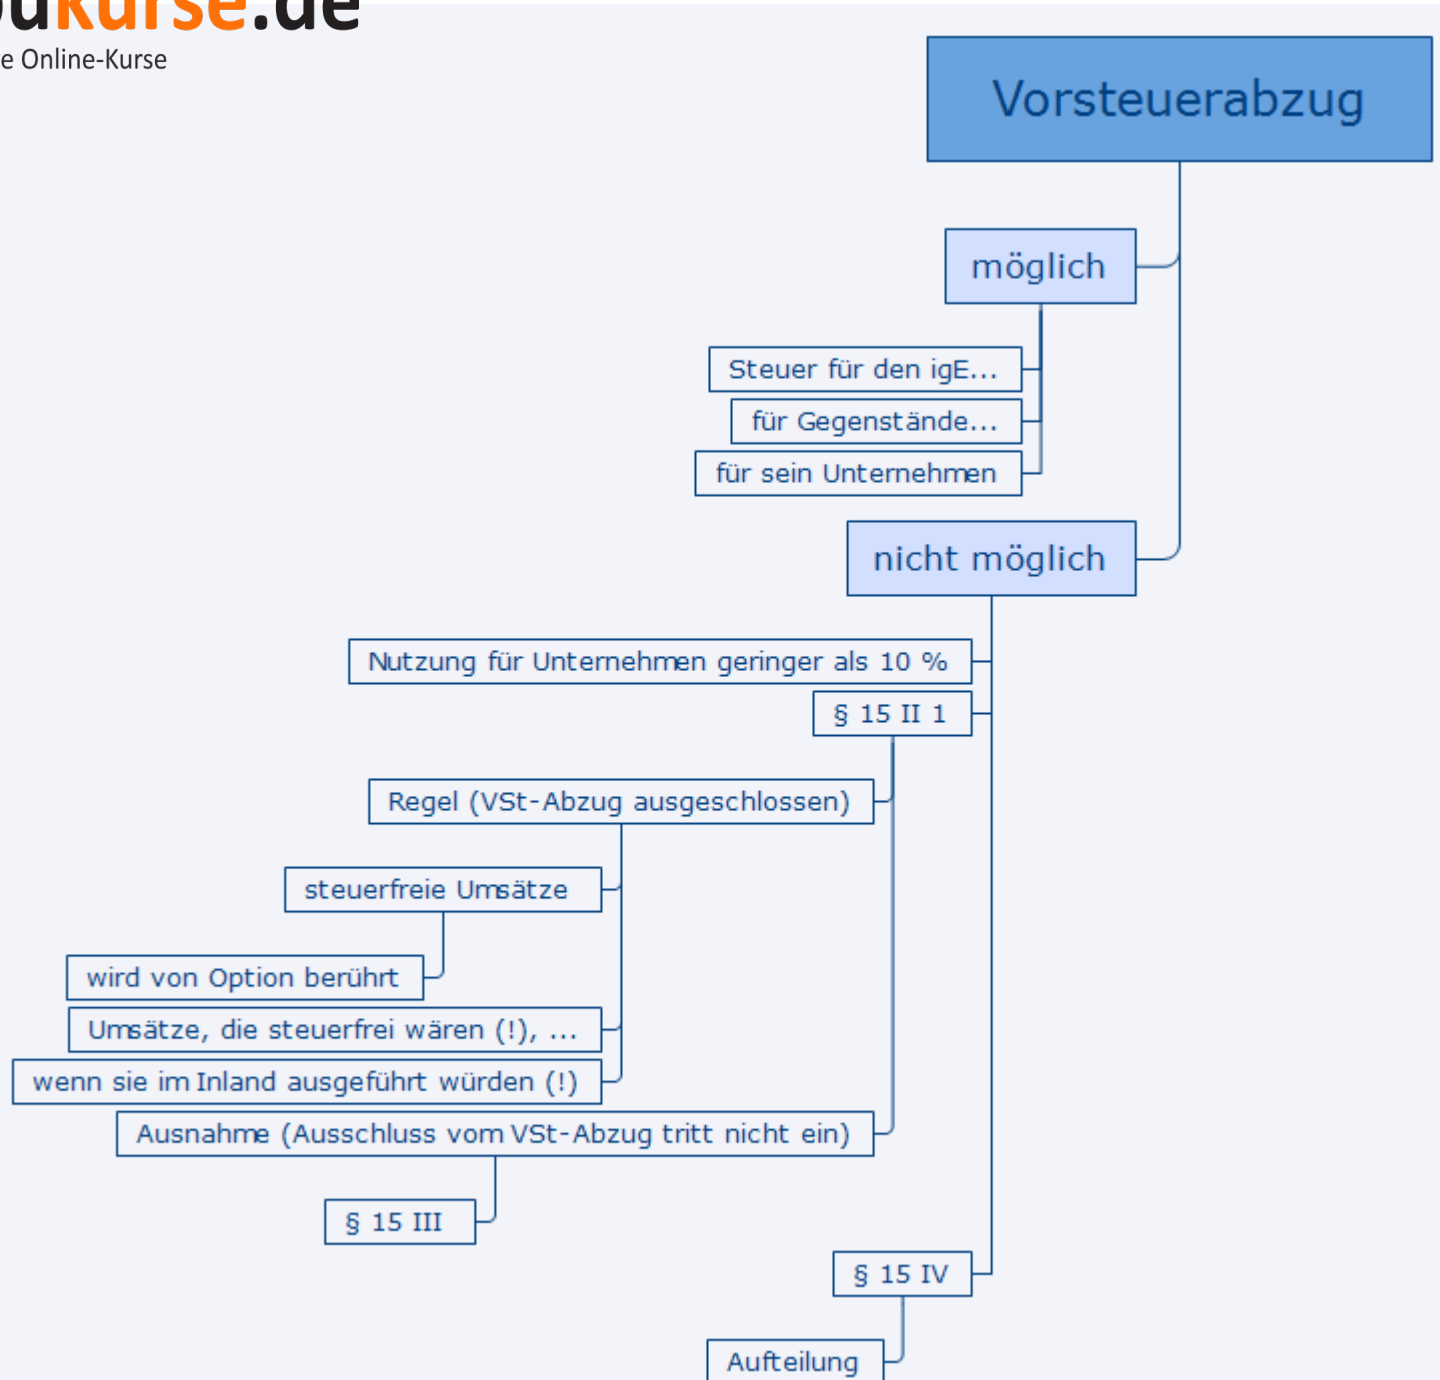 kurse.de
e Online-Kurse
Vorsteuerabzug
möglich
Steuer für den igE...
für Gegenstände...
für sein Unternehmen
nicht möglich
Nutzung für Unternehmen geringer als 10 %
§ 15 II 1
Regel (VSt-Abzug ausgeschlossen)
steuerfreie Umsätze
wird von Option berührt
Umsätze, die steuerfrei wären (!), ...
wenn sie im Inland ausgeführt würden (!)
Ausnahme (Ausschluss vom VSt-Abzug tritt nicht ein)
§ 15 III
§ 15 IV
Aufteilung